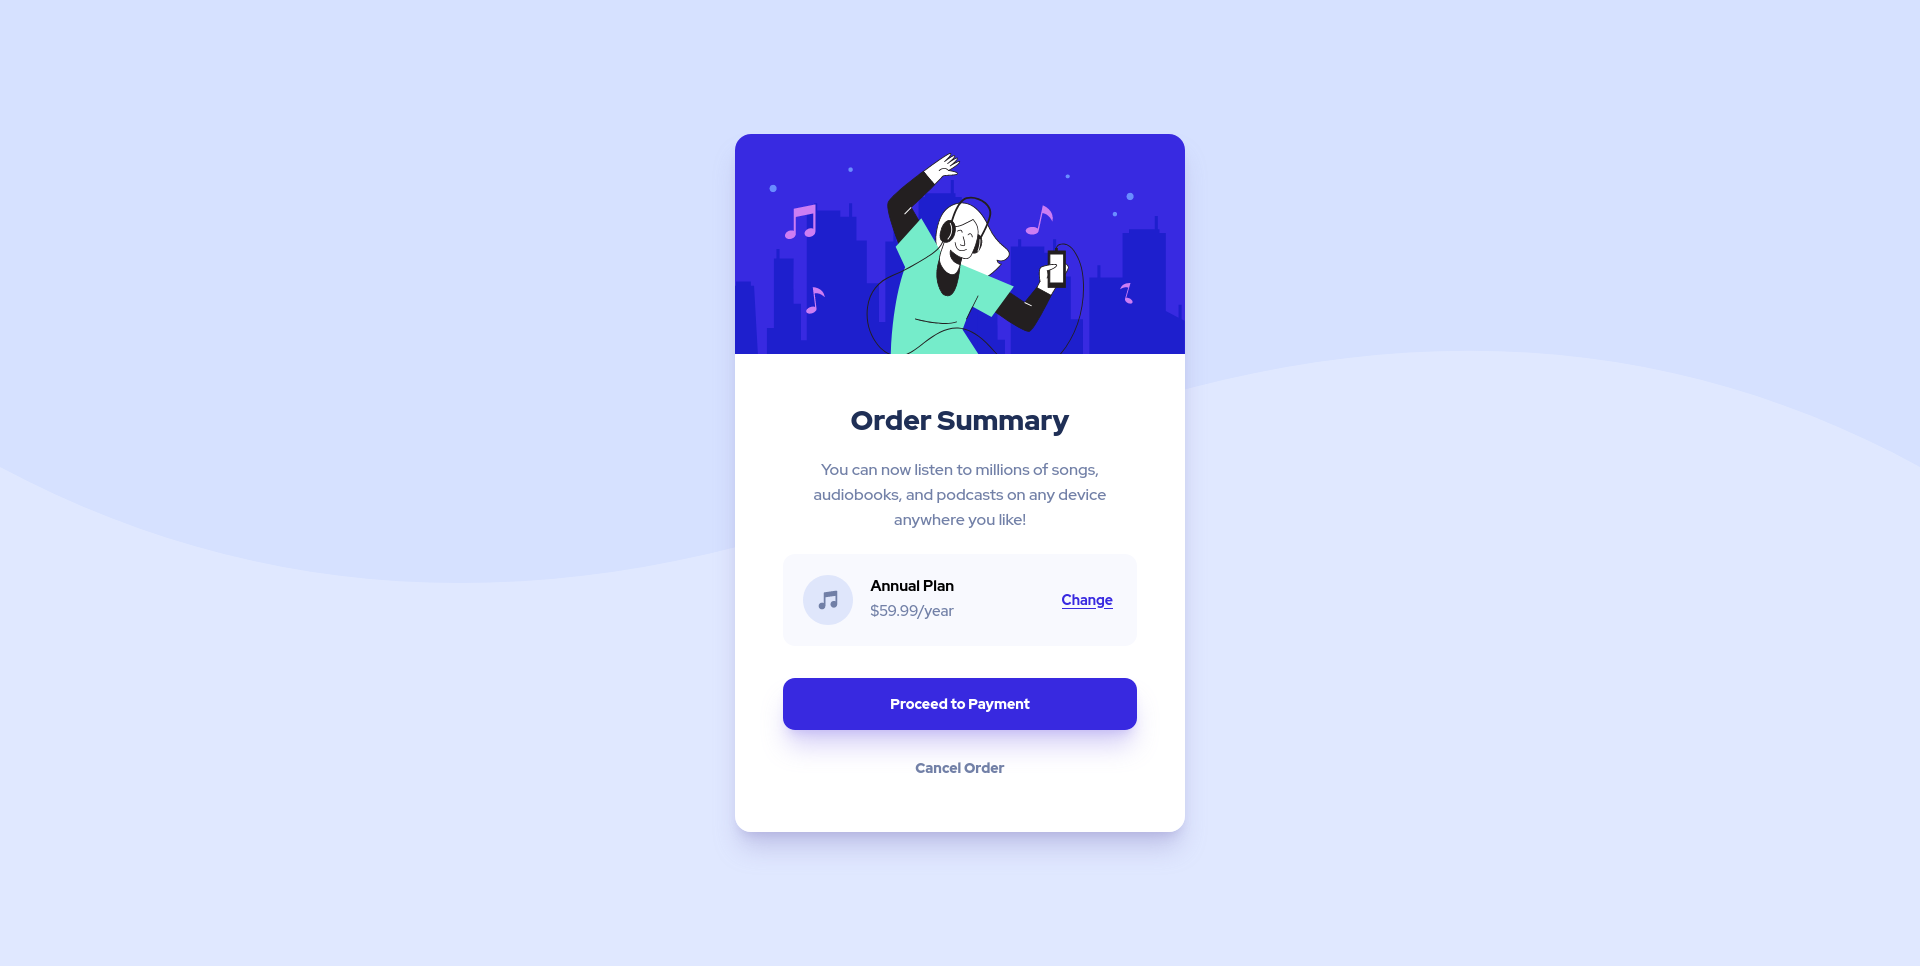 Order Summary
You can now listen to millions of songs,
audiobooks, and podcasts on any device
anywhere you like!
Annual Plan
$59.99/year
Change
Proceed to Payment
Cancel Order